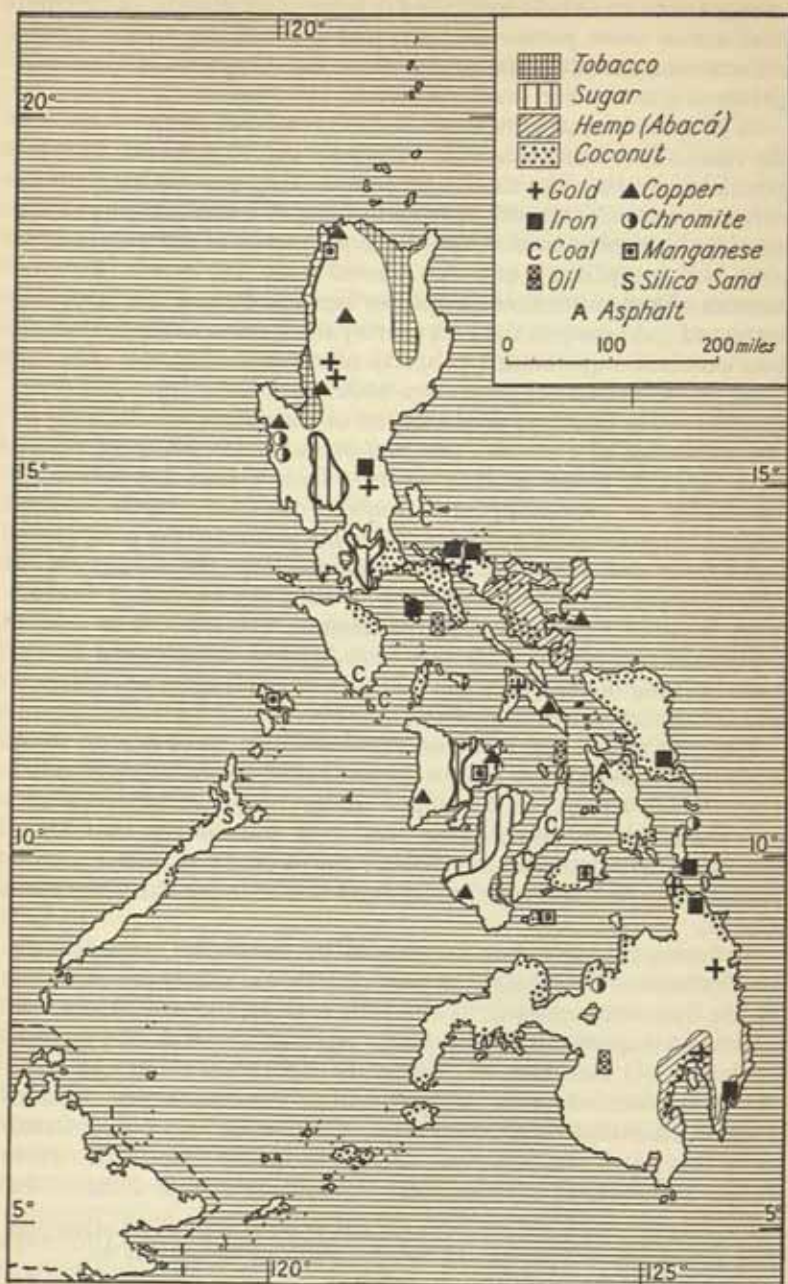 120°
20°
Tobacco
Sugar
Hemp (Abacá)
Coconut
Gold
Copper
Iron
Chromite
C Coal
Manganese
Oil
S Silica Sand
A Asphalt
0 100 200 miles
15°
15°
C
C
A
S
C
10°
10°
5°
5°
120°
125°